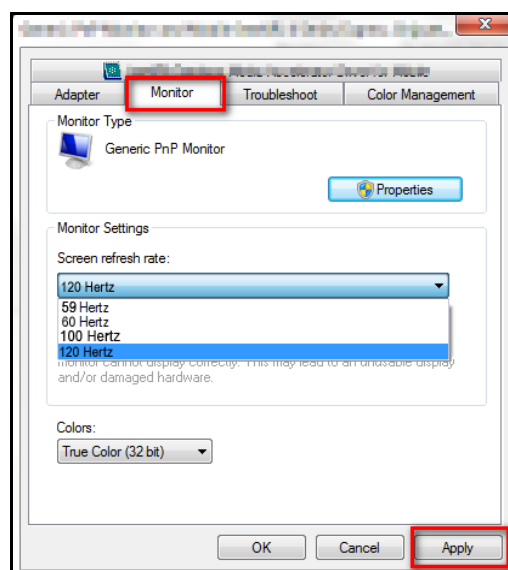 Adapter
Monitor
Troubleshoot
Color Management
Monitor Type
Generic PnP Monitor
Properties
Monitor Settings
Screen refresh rate:
120 Hertz
59 Hertz
60 Hertz
100 Hertz
120 Hertz
monitor cannot display correctly. This may lead to an unusable display
and/or damaged hardware.
Colors:
True Color (32 bit)
OK
Cancel
Apply